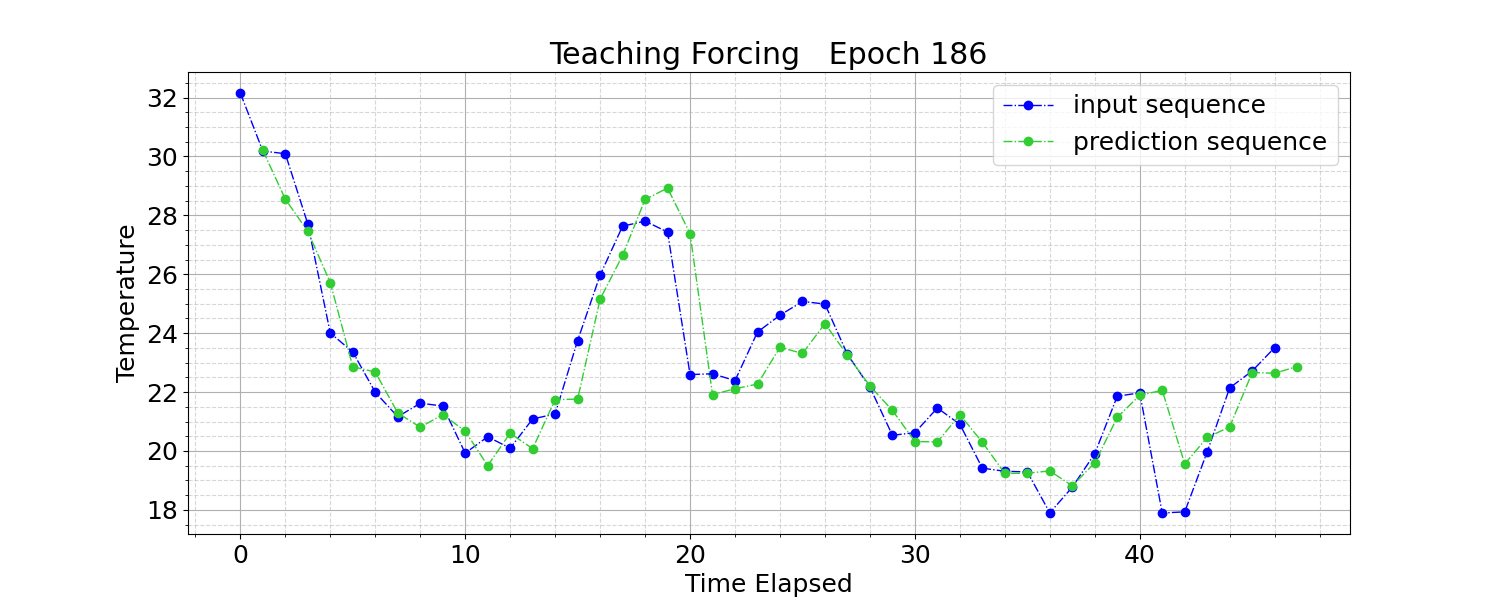 Teaching Forcing   Epoch 186
input sequence
prediction sequence
Temperature
32
30
28
26
24
22
20
18
0 10 20 30 40
Time Elapsed